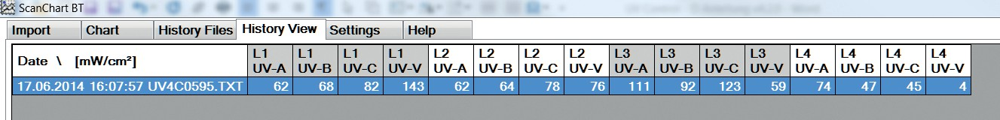 ScanChart BT
Import Chart History Files History View Settings Help
Date \ [mW/cm²] L1 UV-A L1 UV-B L1 UV-C L1 UV-V L2 UV-A L2 UV-B L2 UV-C L2 UV-V L3 UV-A L3 UV-B L3 UV-C L3 UV-V L4 UV-A L4 UV-B L4 UV-C L4 UV-V
17.06.2014 16:07:57 UV4C0595.TXT 62 68 82 143 62 64 78 76 111 92 123 59 74 47 45 4